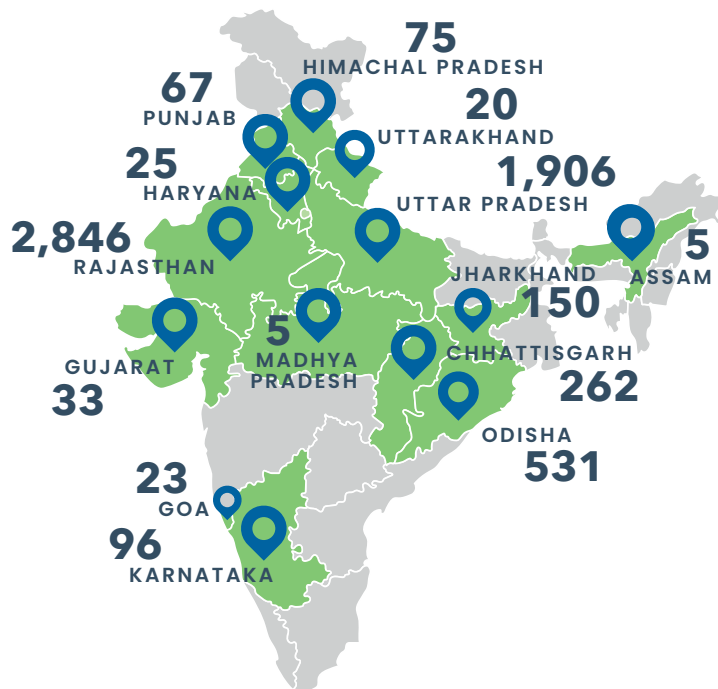 75
HIMACHAL PRADESH
67
PUNJAB
20
UTTARAKHAND
25
HARYANA
1,906
UTTAR PRADESH
2,846
RAJASTHAN
5
ASSAM
JHARKHAND
150
5
MADHYA
PRADESH
GUJARAT
33
CHHATTISGARH
262
ODISHA
531
23
GOA
96
KARNATAKA